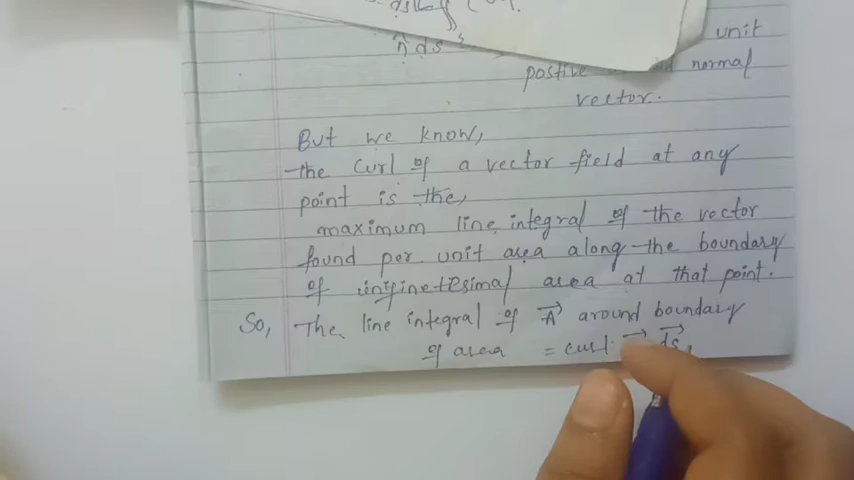 n̂ ds
unit
postive normal
vector.
But we know,
the curl of a vector field at any
point is the,
maximum line integral of the vector
found per unit area along the boundary
of infinetesimal area at that point.
So, The line integral of A⃗ around boundary
of area = curl ds⃗